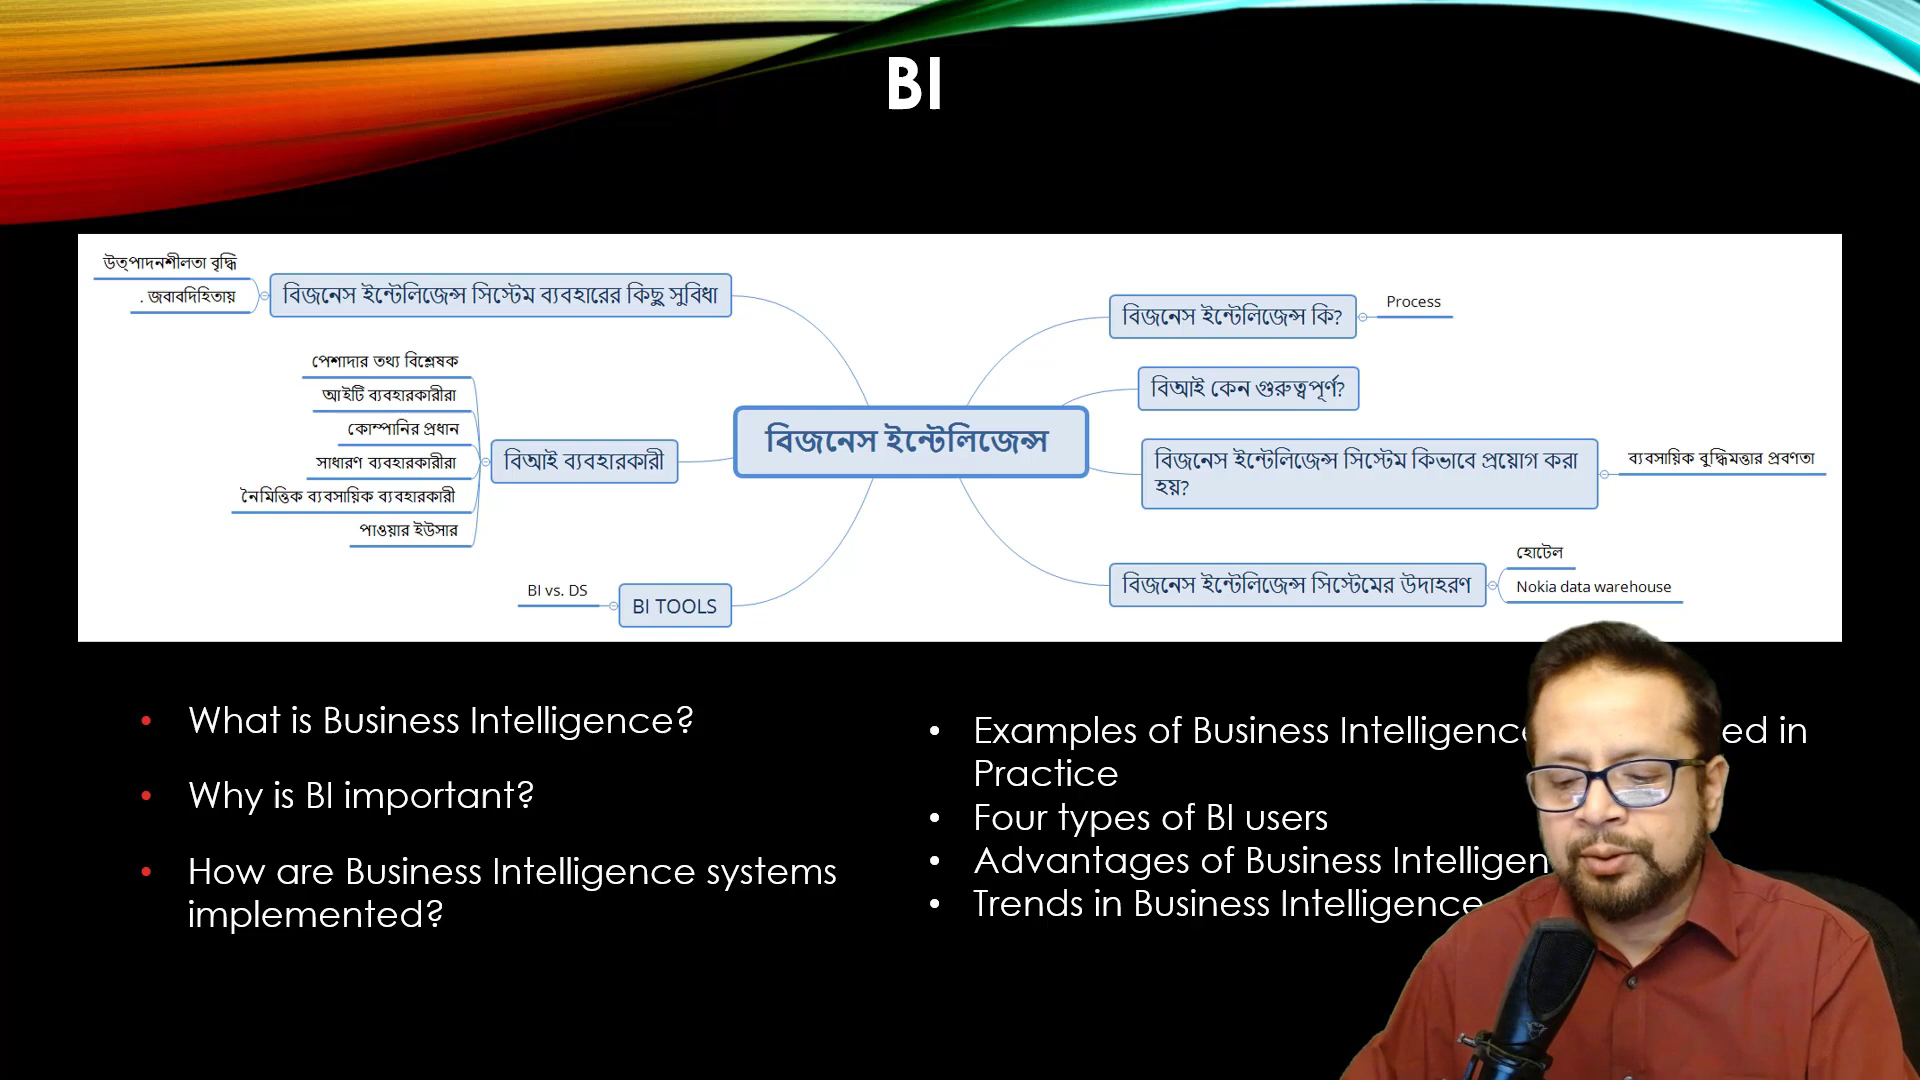 BI
উত্পাদনশীলতা বৃদ্ধি
. জবাবদিহিতায়
বিজনেস ইন্টেলিজেন্স সিস্টেম ব্যবহারের কিছু সুবিধা
পেশাদার তথ্য বিশ্লেষক
আইটি ব্যবহারকারীরা
কোম্পানির প্রধান
সাধারণ ব্যবহারকারীরা
নৈমিত্তিক ব্যবসায়িক ব্যবহারকারী
পাওয়ার ইউসার
বিআই ব্যবহারকারী
BI vs. DS
BI TOOLS
বিজনেস ইন্টেলিজেন্স
বিজনেস ইন্টেলিজেন্স কি?
Process
বিআই কেন গুরুত্বপূর্ণ?
বিজনেস ইন্টেলিজেন্স সিস্টেম কিভাবে প্রয়োগ করা
হয়?
ব্যবসায়িক বুদ্ধিমত্তার প্রবণতা
বিজনেস ইন্টেলিজেন্স সিস্টেমের উদাহরণ
হোটেল
Nokia data warehouse
• What is Business Intelligence?
• Why is BI important?
• How are Business Intelligence systems
implemented?
• Examples of Business Intelligence in
Practice
• Four types of BI users
• Advantages of Business
• Trends in Business Intelligence